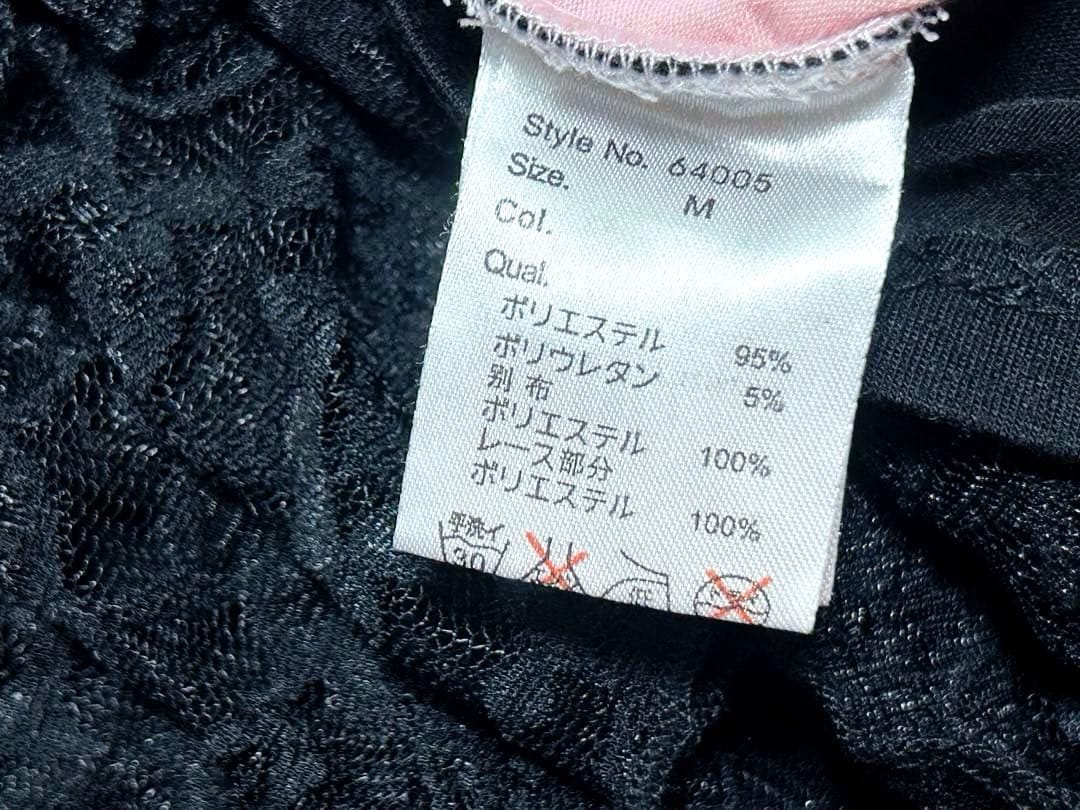 Style No. 64005
Size. M
Col.
Qual.
ポリエステル 95%
ポリウレタン 5%
別布
ポリエステル 100%
レース部分
ポリエステル 100%
手洗イ
30
低